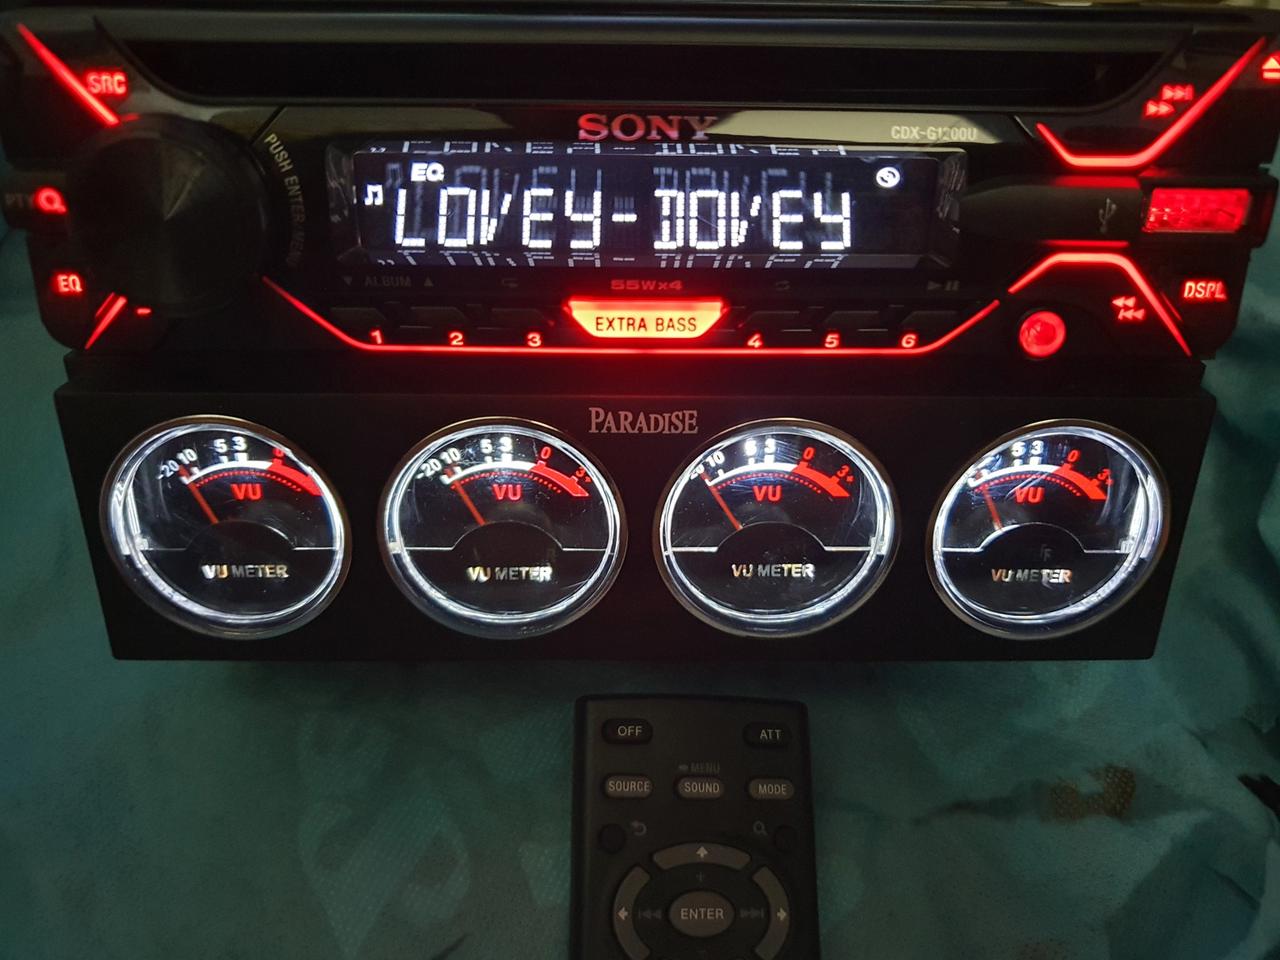 SRC
SONY
CDX-G1200U
PUSH ENTER/MENU
EQ
LOVEY-DOVEY
PTY
EQ
DSPL
ALBUM
55W×4
1 2 3 EXTRA BASS 4 5 6
PARADISE
-20 10 5 3 0
VU
VU METER
-20 10 5 3 0 3
VU
VU METER
20 10 5 3 0 3
VU
VU METER
5 3 0 3
VU
VU METER
OFF ATT
MENU
SOURCE SOUND MODE
ENTER